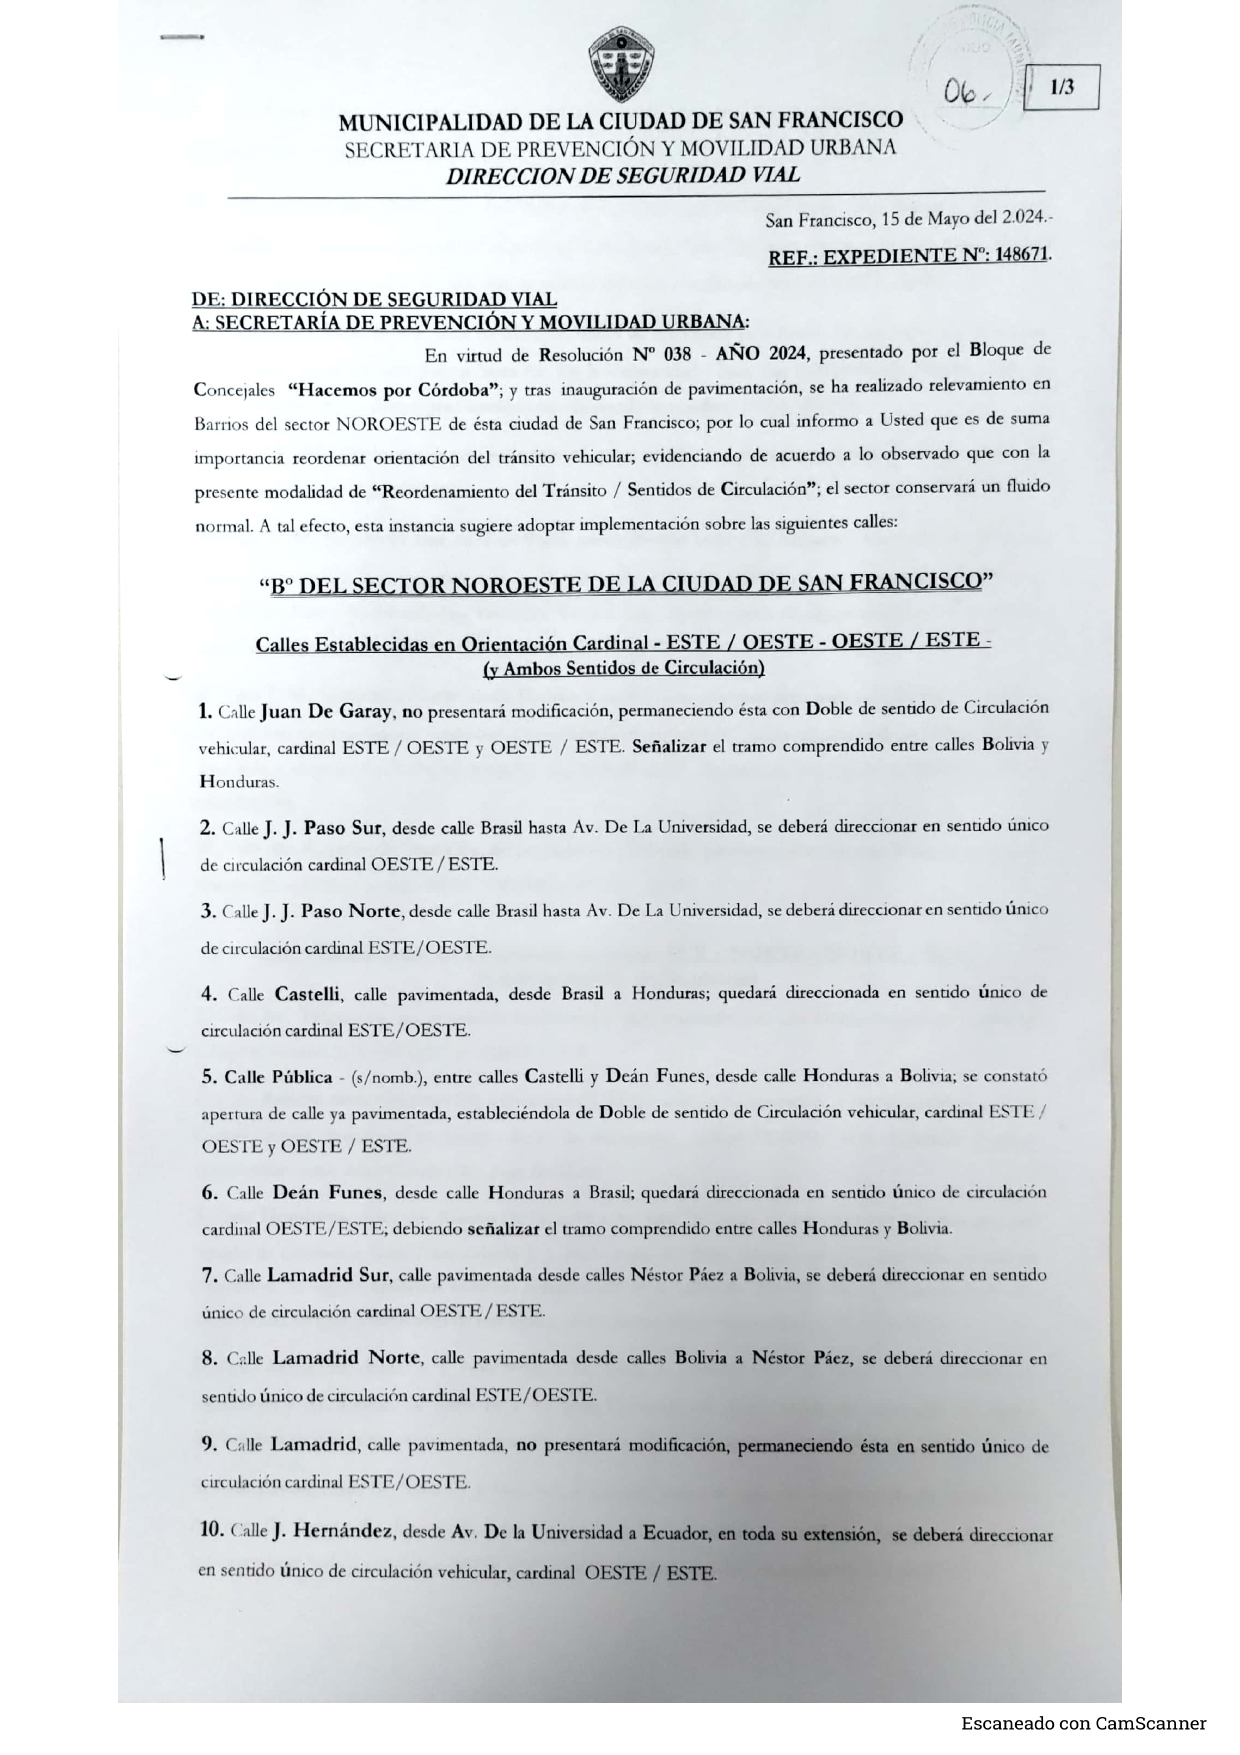 06.-
1/3
MUNICIPALIDAD DE LA CIUDAD DE SAN FRANCISCO
SECRETARIA DE PREVENCIÓN Y MOVILIDAD URBANA
DIRECCION DE SEGURIDAD VIAL
San Francisco, 15 de Mayo del 2.024.-
REF.: EXPEDIENTE Nº: 148671.
DE: DIRECCIÓN DE SEGURIDAD VIAL
A: SECRETARÍA DE PREVENCIÓN Y MOVILIDAD URBANA:
En virtud de Resolución Nº 038 - AÑO 2024, presentado por el Bloque de
Concejales “Hacemos por Córdoba”; y tras inauguración de pavimentación, se ha realizado relevamiento en
Barrios del sector NOROESTE de ésta ciudad de San Francisco; por lo cual informo a Usted que es de suma
importancia reordenar orientación del tránsito vehicular; evidenciando de acuerdo a lo observado que con la
presente modalidad de “Reordenamiento del Tránsito / Sentidos de Circulación”; el sector conservará un fluido
normal. A tal efecto, esta instancia sugiere adoptar implementación sobre las siguientes calles:
“Bº DEL SECTOR NOROESTE DE LA CIUDAD DE SAN FRANCISCO”
Calles Establecidas en Orientación Cardinal - ESTE / OESTE - OESTE / ESTE -
(y Ambos Sentidos de Circulación)
1. Calle Juan De Garay, no presentará modificación, permaneciendo ésta con Doble de sentido de Circulación
vehicular, cardinal ESTE / OESTE y OESTE / ESTE. Señalizar el tramo comprendido entre calles Bolivia y
Honduras.
2. Calle J. J. Paso Sur, desde calle Brasil hasta Av. De La Universidad, se deberá direccionar en sentido único
de circulación cardinal OESTE / ESTE.
3. Calle J. J. Paso Norte, desde calle Brasil hasta Av. De La Universidad, se deberá direccionar en sentido único
de circulación cardinal ESTE/OESTE.
4. Calle Castelli, calle pavimentada, desde Brasil a Honduras; quedará direccionada en sentido único de
circulación cardinal ESTE/OESTE.
5. Calle Pública - (s/nomb.), entre calles Castelli y Deán Funes, desde calle Honduras a Bolivia; se constató
apertura de calle ya pavimentada, estableciéndola de Doble de sentido de Circulación vehicular, cardinal ESTE /
OESTE y OESTE / ESTE.
6. Calle Deán Funes, desde calle Honduras a Brasil; quedará direccionada en sentido único de circulación
cardinal OESTE/ESTE; debiendo señalizar el tramo comprendido entre calles Honduras y Bolivia.
7. Calle Lamadrid Sur, calle pavimentada desde calles Néstor Páez a Bolivia, se deberá direccionar en sentido
único de circulación cardinal OESTE / ESTE.
8. Calle Lamadrid Norte, calle pavimentada desde calles Bolivia a Néstor Páez, se deberá direccionar en
sentido único de circulación cardinal ESTE/OESTE.
9. Calle Lamadrid, calle pavimentada, no presentará modificación, permaneciendo ésta en sentido único de
circulación cardinal ESTE/OESTE.
10. Calle J. Hernández, desde Av. De la Universidad a Ecuador, en toda su extensión, se deberá direccionar
en sentido único de circulación vehicular, cardinal OESTE / ESTE.
Escaneado con CamScanner